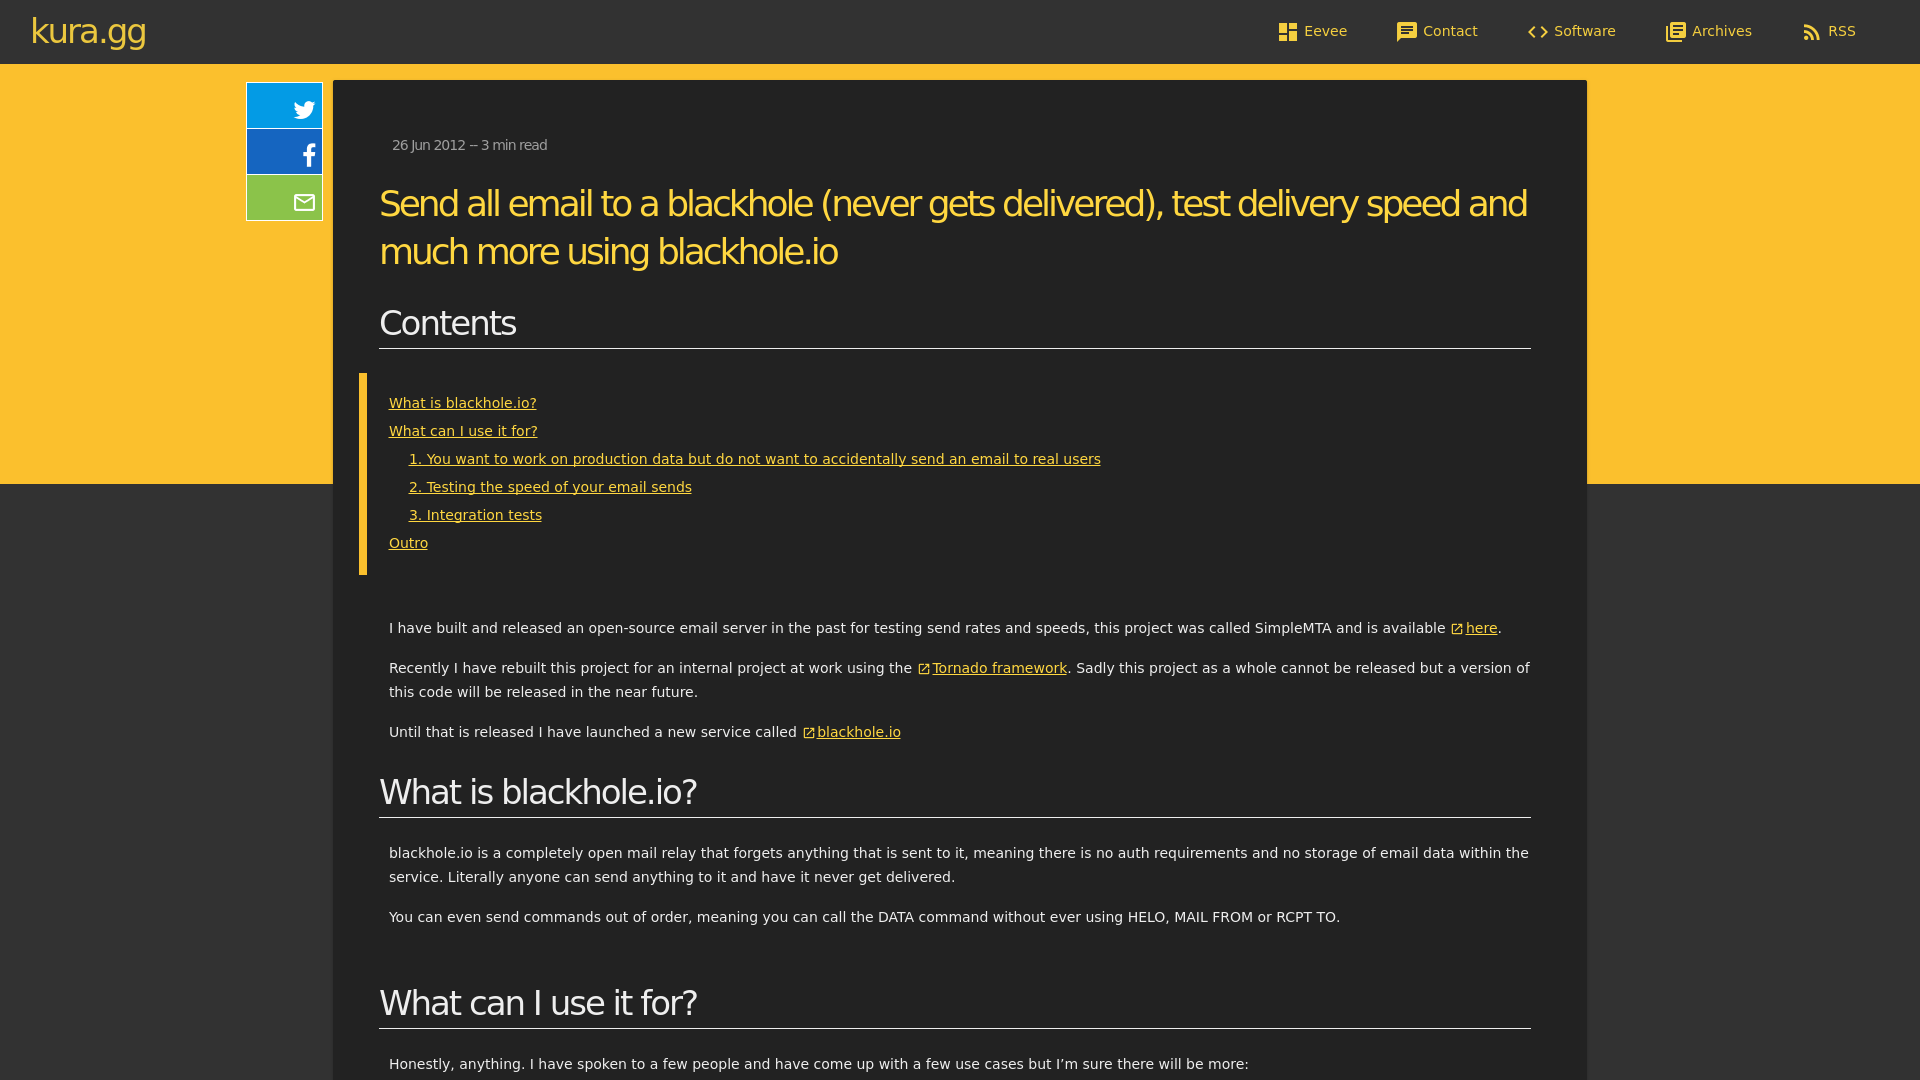 kura.gg
Eevee
Contact
Software
Archives
RSS
26 Jun 2012 – 3 min read
Send all email to a blackhole (never gets delivered), test delivery speed and
much more using blackhole.io
Contents
What is blackhole.io?
What can I use it for?
1. You want to work on production data but do not want to accidentally send an email to real users
2. Testing the speed of your email sends
3. Integration tests
Outro
I have built and released an open-source email server in the past for testing send rates and speeds, this project was called SimpleMTA and is available here.
Recently I have rebuilt this project for an internal project at work using the Tornado framework. Sadly this project as a whole cannot be released but a version of
this code will be released in the near future.
Until that is released I have launched a new service called blackhole.io
What is blackhole.io?
blackhole.io is a completely open mail relay that forgets anything that is sent to it, meaning there is no auth requirements and no storage of email data within the
service. Literally anyone can send anything to it and have it never get delivered.
You can even send commands out of order, meaning you can call the DATA command without ever using HELO, MAIL FROM or RCPT TO.
What can I use it for?
Honestly, anything. I have spoken to a few people and have come up with a few use cases but I’m sure there will be more: